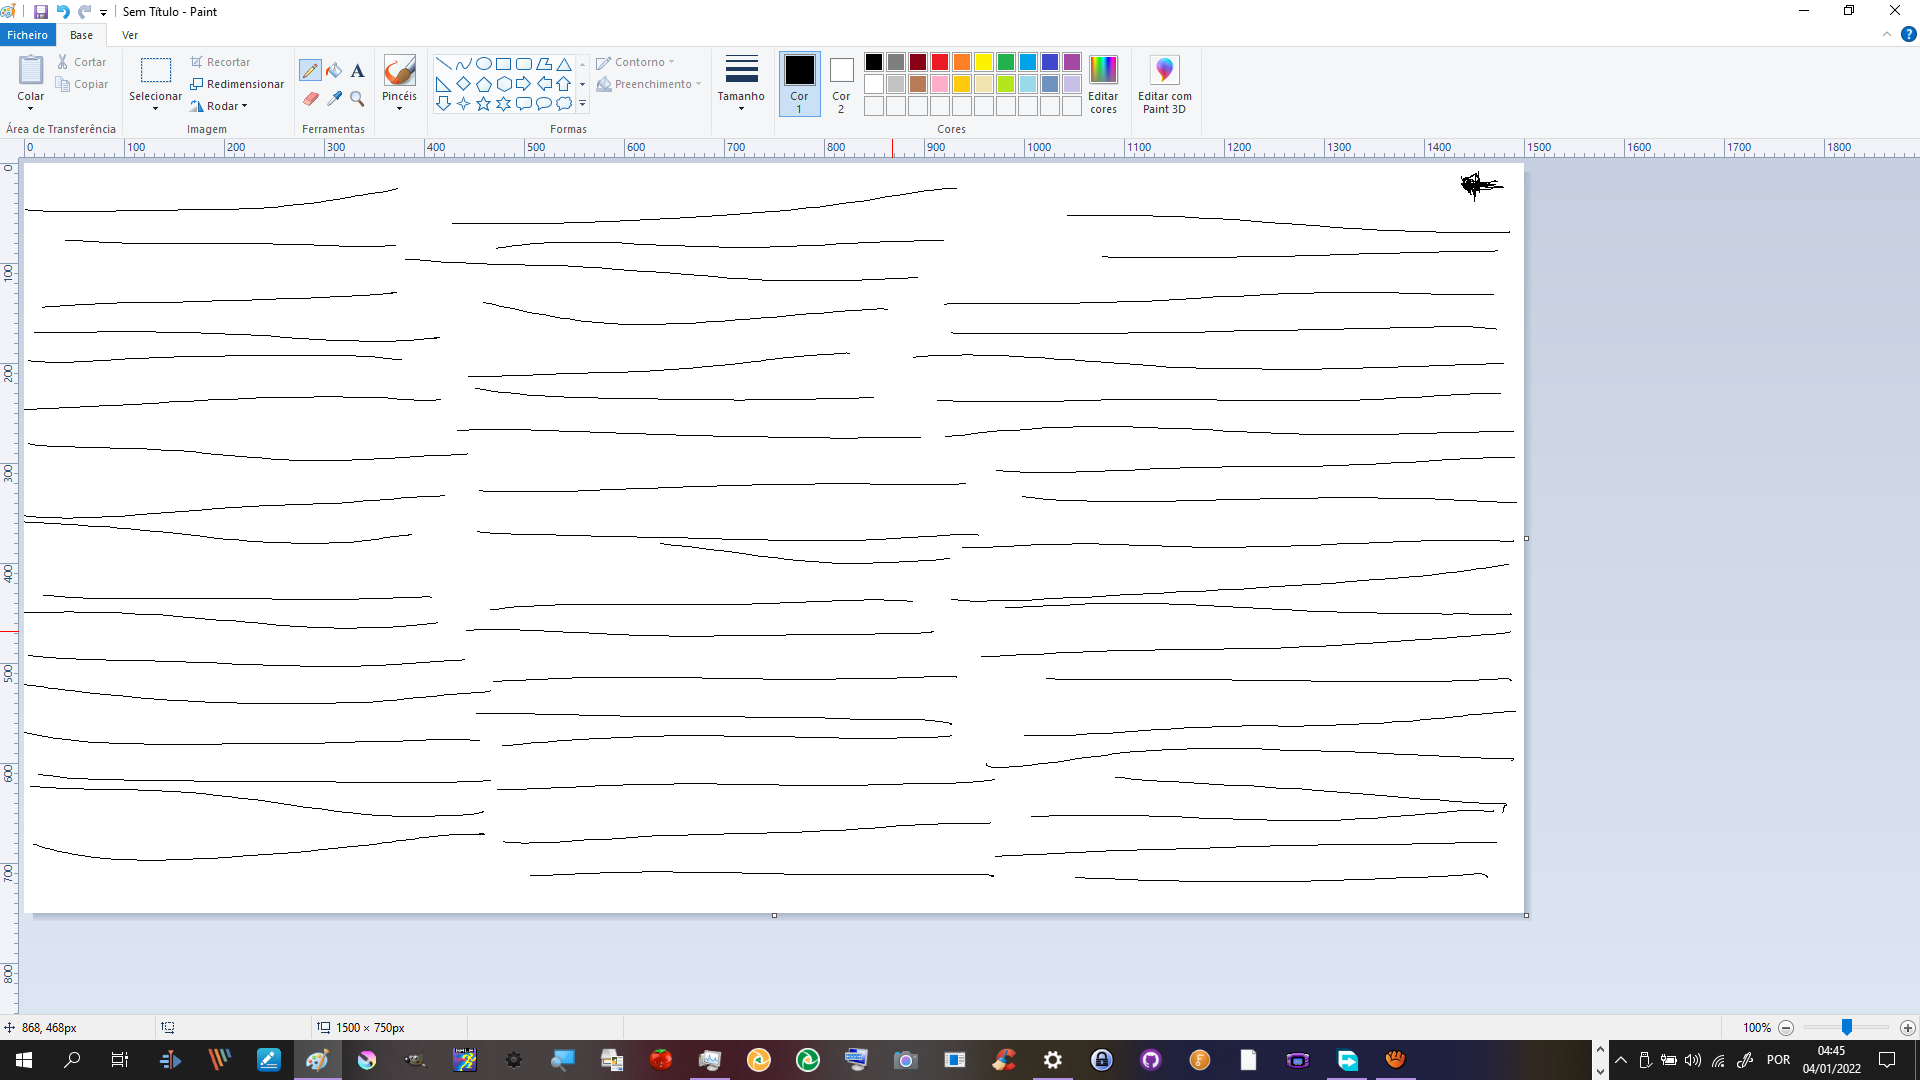 Sem Título - Paint
Ficheiro Base Ver
Colar
Cortar
Copiar
Área de Transferência
Selecionar
Recortar
Redimensionar
Rodar
Imagem
A
Ferramentas
Pincéis
Contorno
Preenchimento
Formas
Tamanho
Cor 1
Cor 2
Editar cores
Cores
Editar com Paint 3D
0 100 200 300 400 500 600 700 800 900 1000 1100 1200 1300 1400 1500 1600 1700 1800
0
100
200
300
400
500
600
700
800
868, 468px
1500 × 750px
100%
POR
04:45
04/01/2022